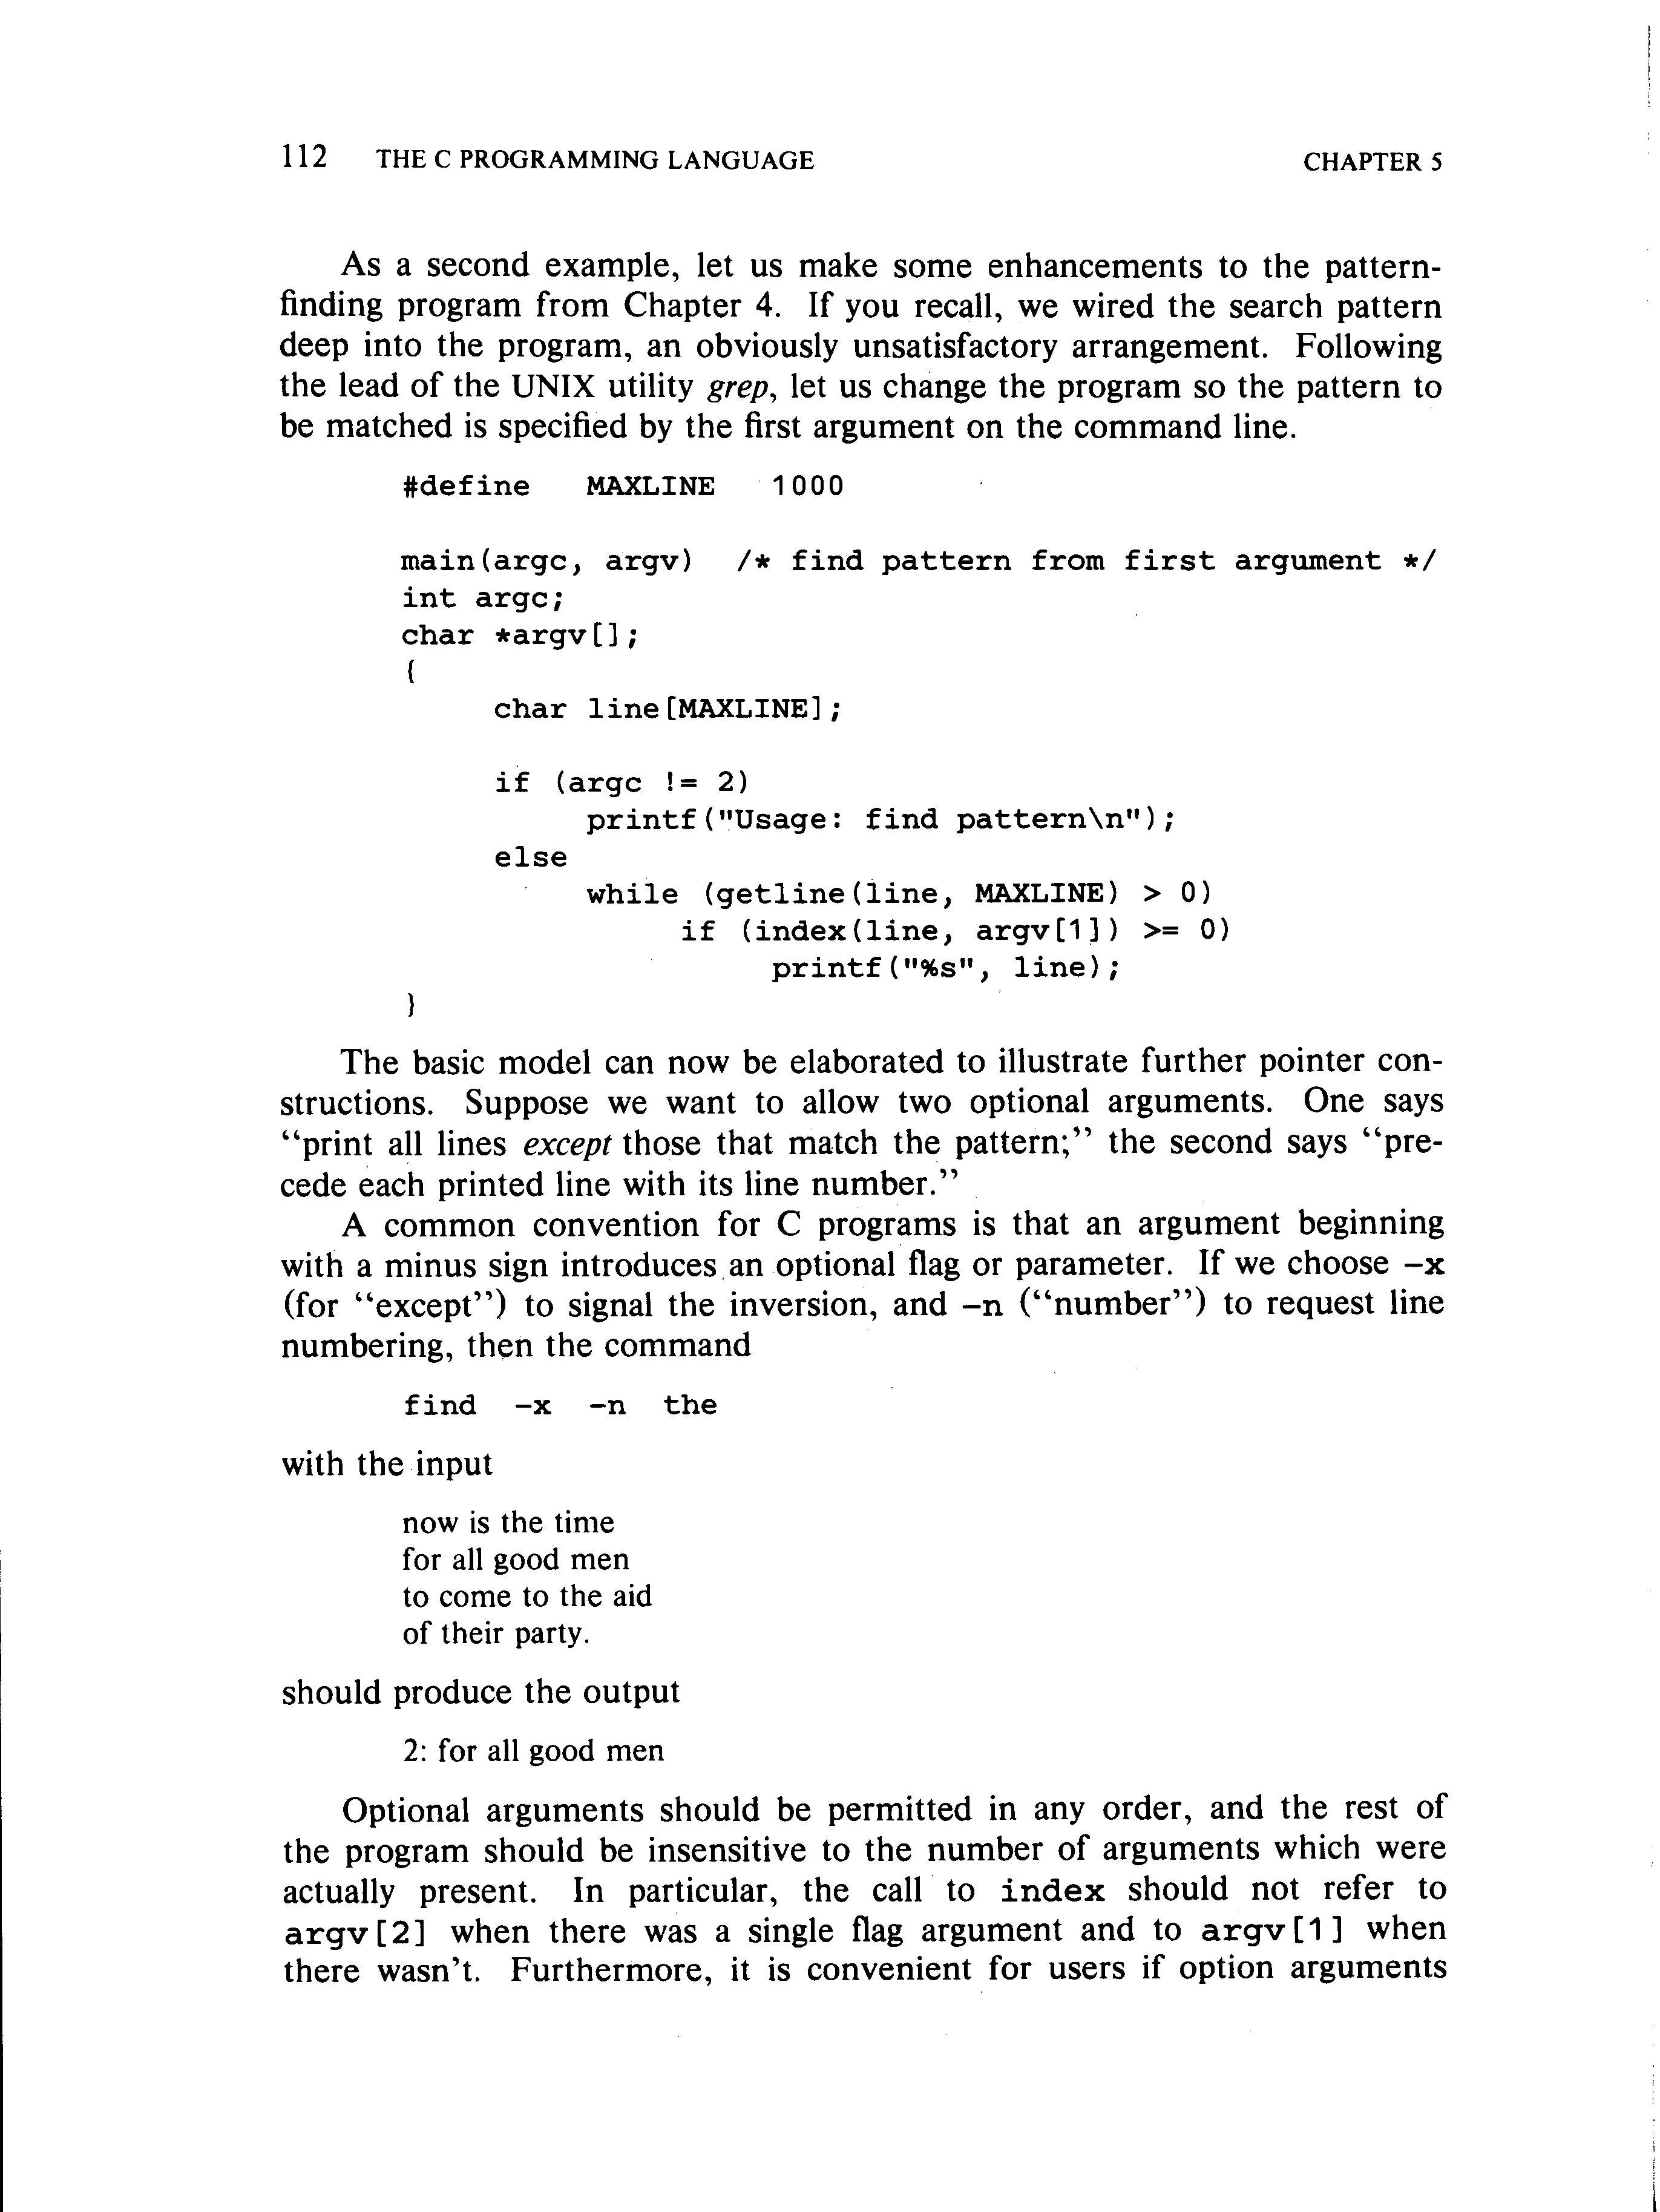 112 THE C PROGRAMMING LANGUAGE CHAPTER 5
As a second example, let us make some enhancements to the pattern-
finding program from Chapter 4. If you recall, we wired the search pattern
deep into the program, an obviously unsatisfactory arrangement. Following
the lead of the UNIX utility grep, let us change the program so the pattern to
be matched is specified by the first argument on the command line.
#define MAXLINE 1000
main(argc, argv) /* find pattern from first argument */
int argc;
char *argv[];
{
char line[MAXLINE];
if (argc != 2)
printf("Usage: find pattern\n");
else
while (getline(line, MAXLINE) > 0)
if (index(line, argv[1]) >= 0)
printf("%s", line);
}
The basic model can now be elaborated to illustrate further pointer con-
structions. Suppose we want to allow two optional arguments. One says
“print all lines except those that match the pattern;” the second says “pre-
cede each printed line with its line number.”
A common convention for C programs is that an argument beginning
with a minus sign introduces an optional flag or parameter. If we choose –x
(for “except”) to signal the inversion, and –n (“number”) to request line
numbering, then the command
find –x –n the
with the input
now is the time
for all good men
to come to the aid
of their party.
should produce the output
2: for all good men
Optional arguments should be permitted in any order, and the rest of
the program should be insensitive to the number of arguments which were
actually present. In particular, the call to index should not refer to
argv[2] when there was a single flag argument and to argv[1] when
there wasn’t. Furthermore, it is convenient for users if option arguments